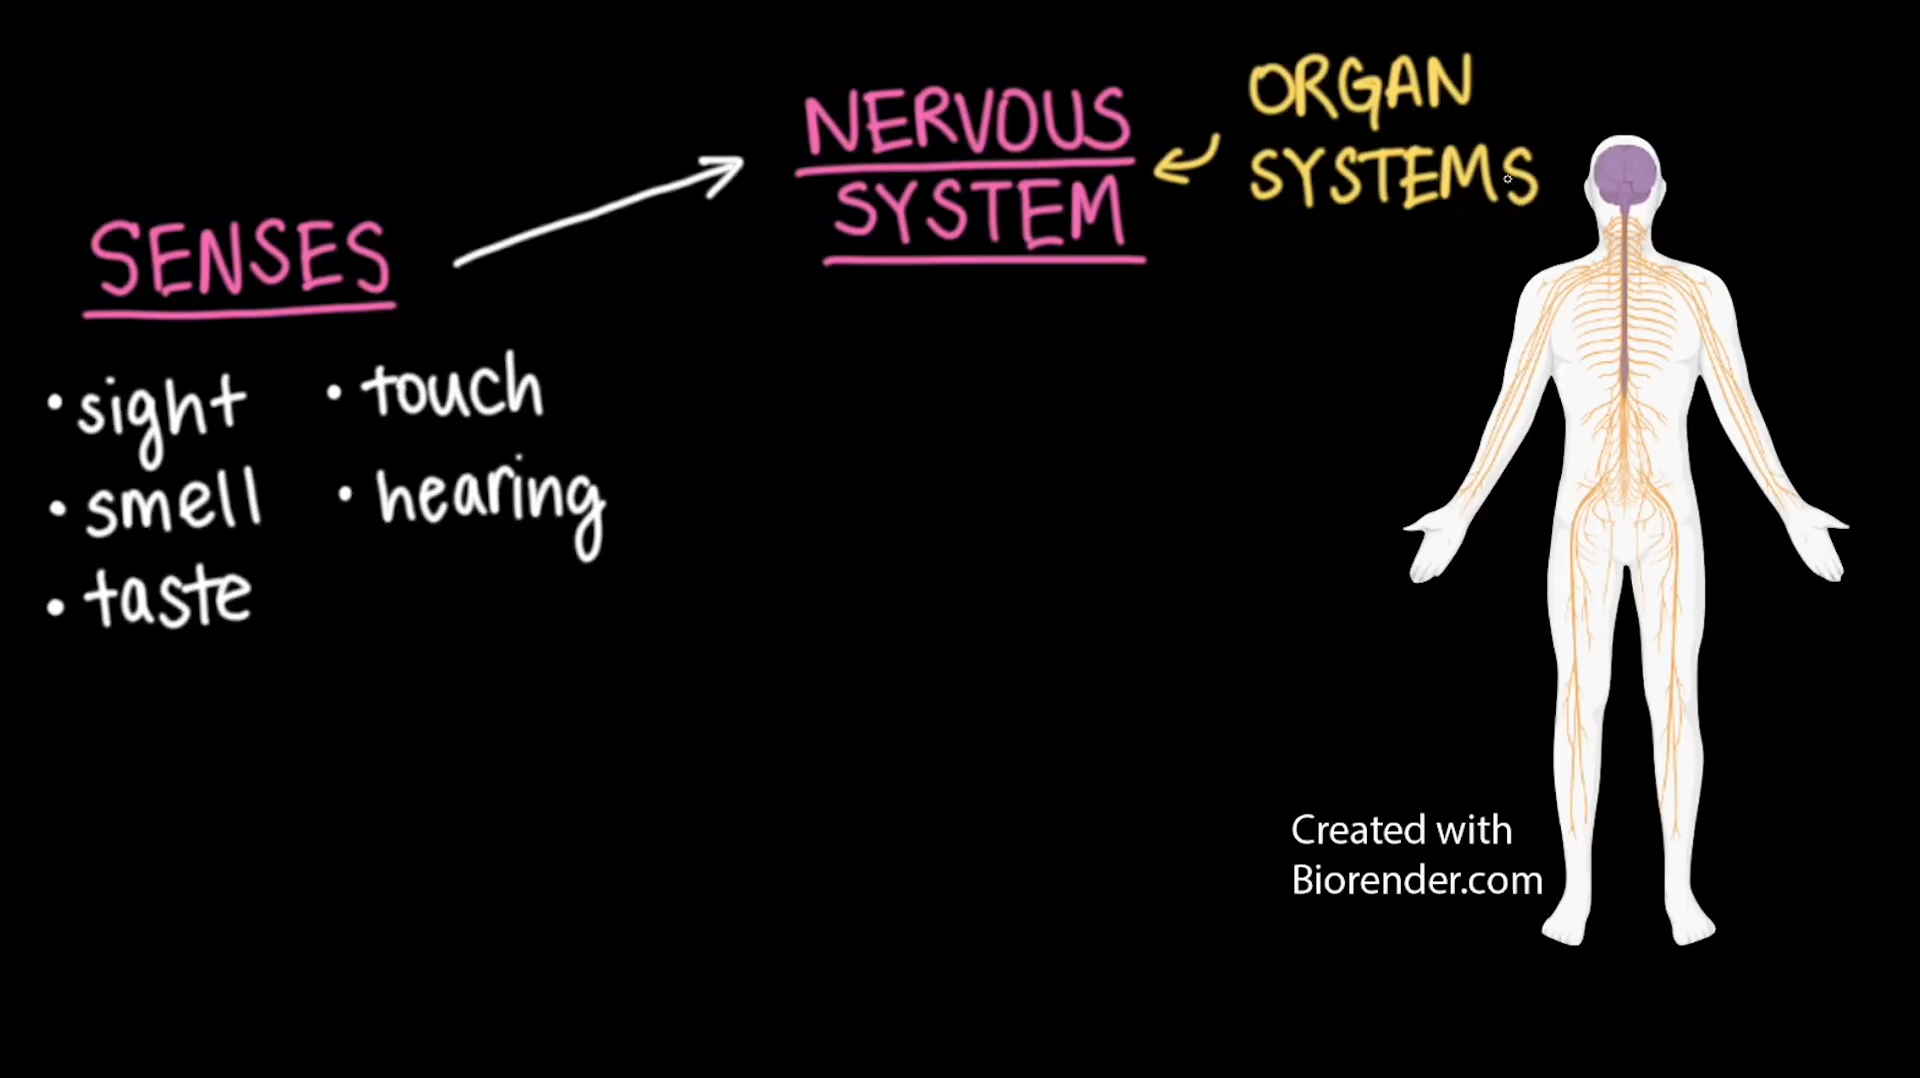 SENSES
• sight
• smell
• taste
• touch
• hearing
NERVOUS
SYSTEM
ORGAN
SYSTEMS
Created with
Biorender.com